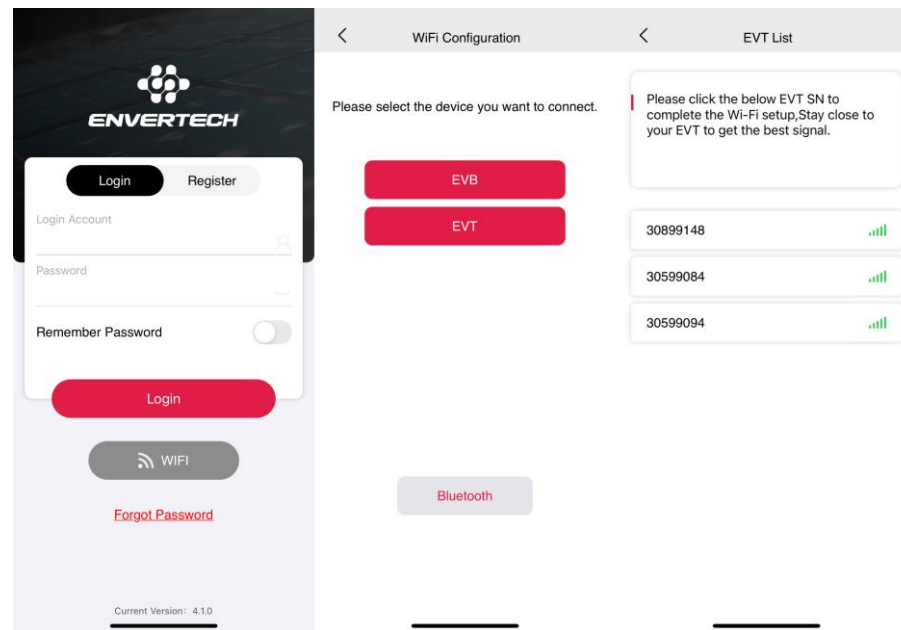 ENVERTECH
Login Register
Login Account
Password
Remember Password
Login
WIFI
Forgot Password
Current Version: 4.1.0
WiFi Configuration
Please select the device you want to connect.
EVB
EVT
Bluetooth
EVT List
Please click the below EVT SN to
complete the Wi-Fi setup,Stay close to
your EVT to get the best signal.
30899148
30599084
30599094